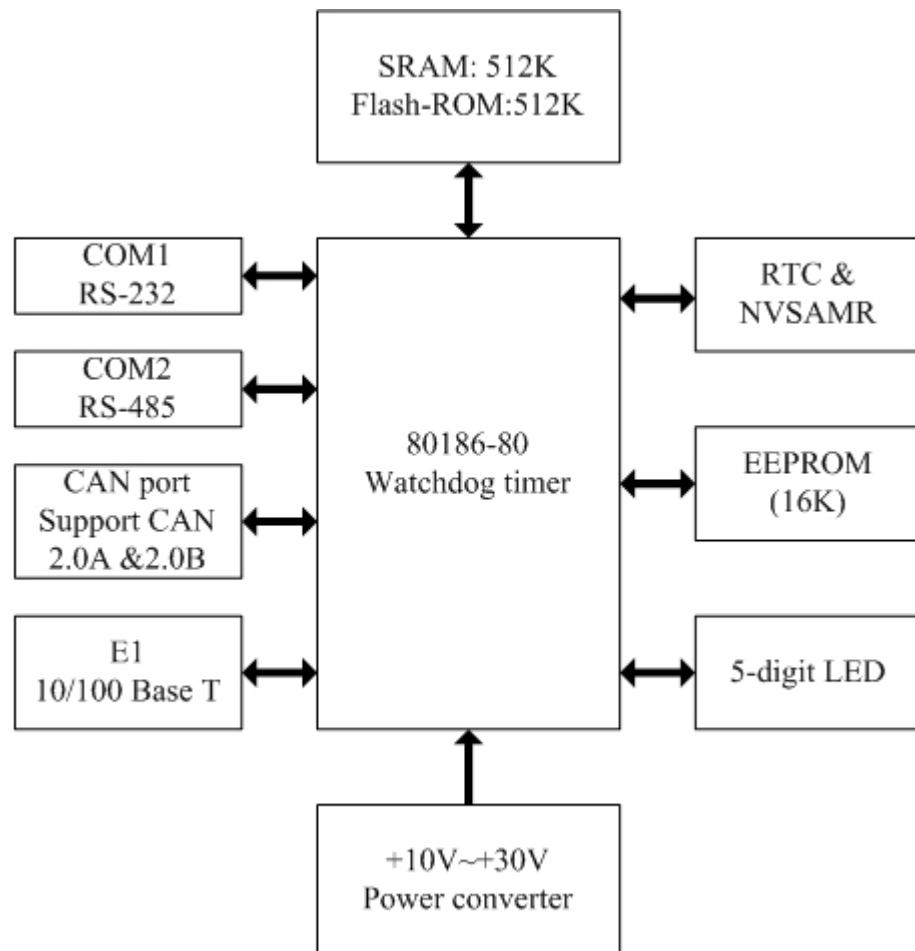 SRAM: 512K
Flash-ROM:512K
COM1
RS-232
RTC &
NVSAMR
COM2
RS-485
80186-80
Watchdog timer
EEPROM
(16K)
CAN port
Support CAN
2.0A &2.0B
E1
10/100 Base T
5-digit LED
+10V~+30V
Power converter